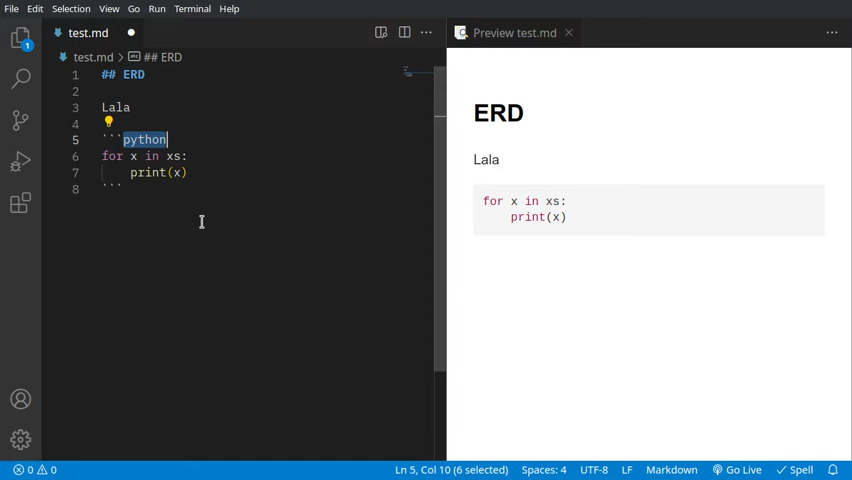 File Edit Selection View Go Run Terminal Help
test.md
Preview test.md
1
test.md
## ERD
1 ## ERD
2
3 Lala
4
5 ```python
6 for x in xs:
7 print(x)
8 ```
ERD
Lala
for x in xs:
print(x)
0 0
Ln 5, Col 10 (6 selected)
Spaces: 4
UTF-8
LF
Markdown
Go Live
Spell